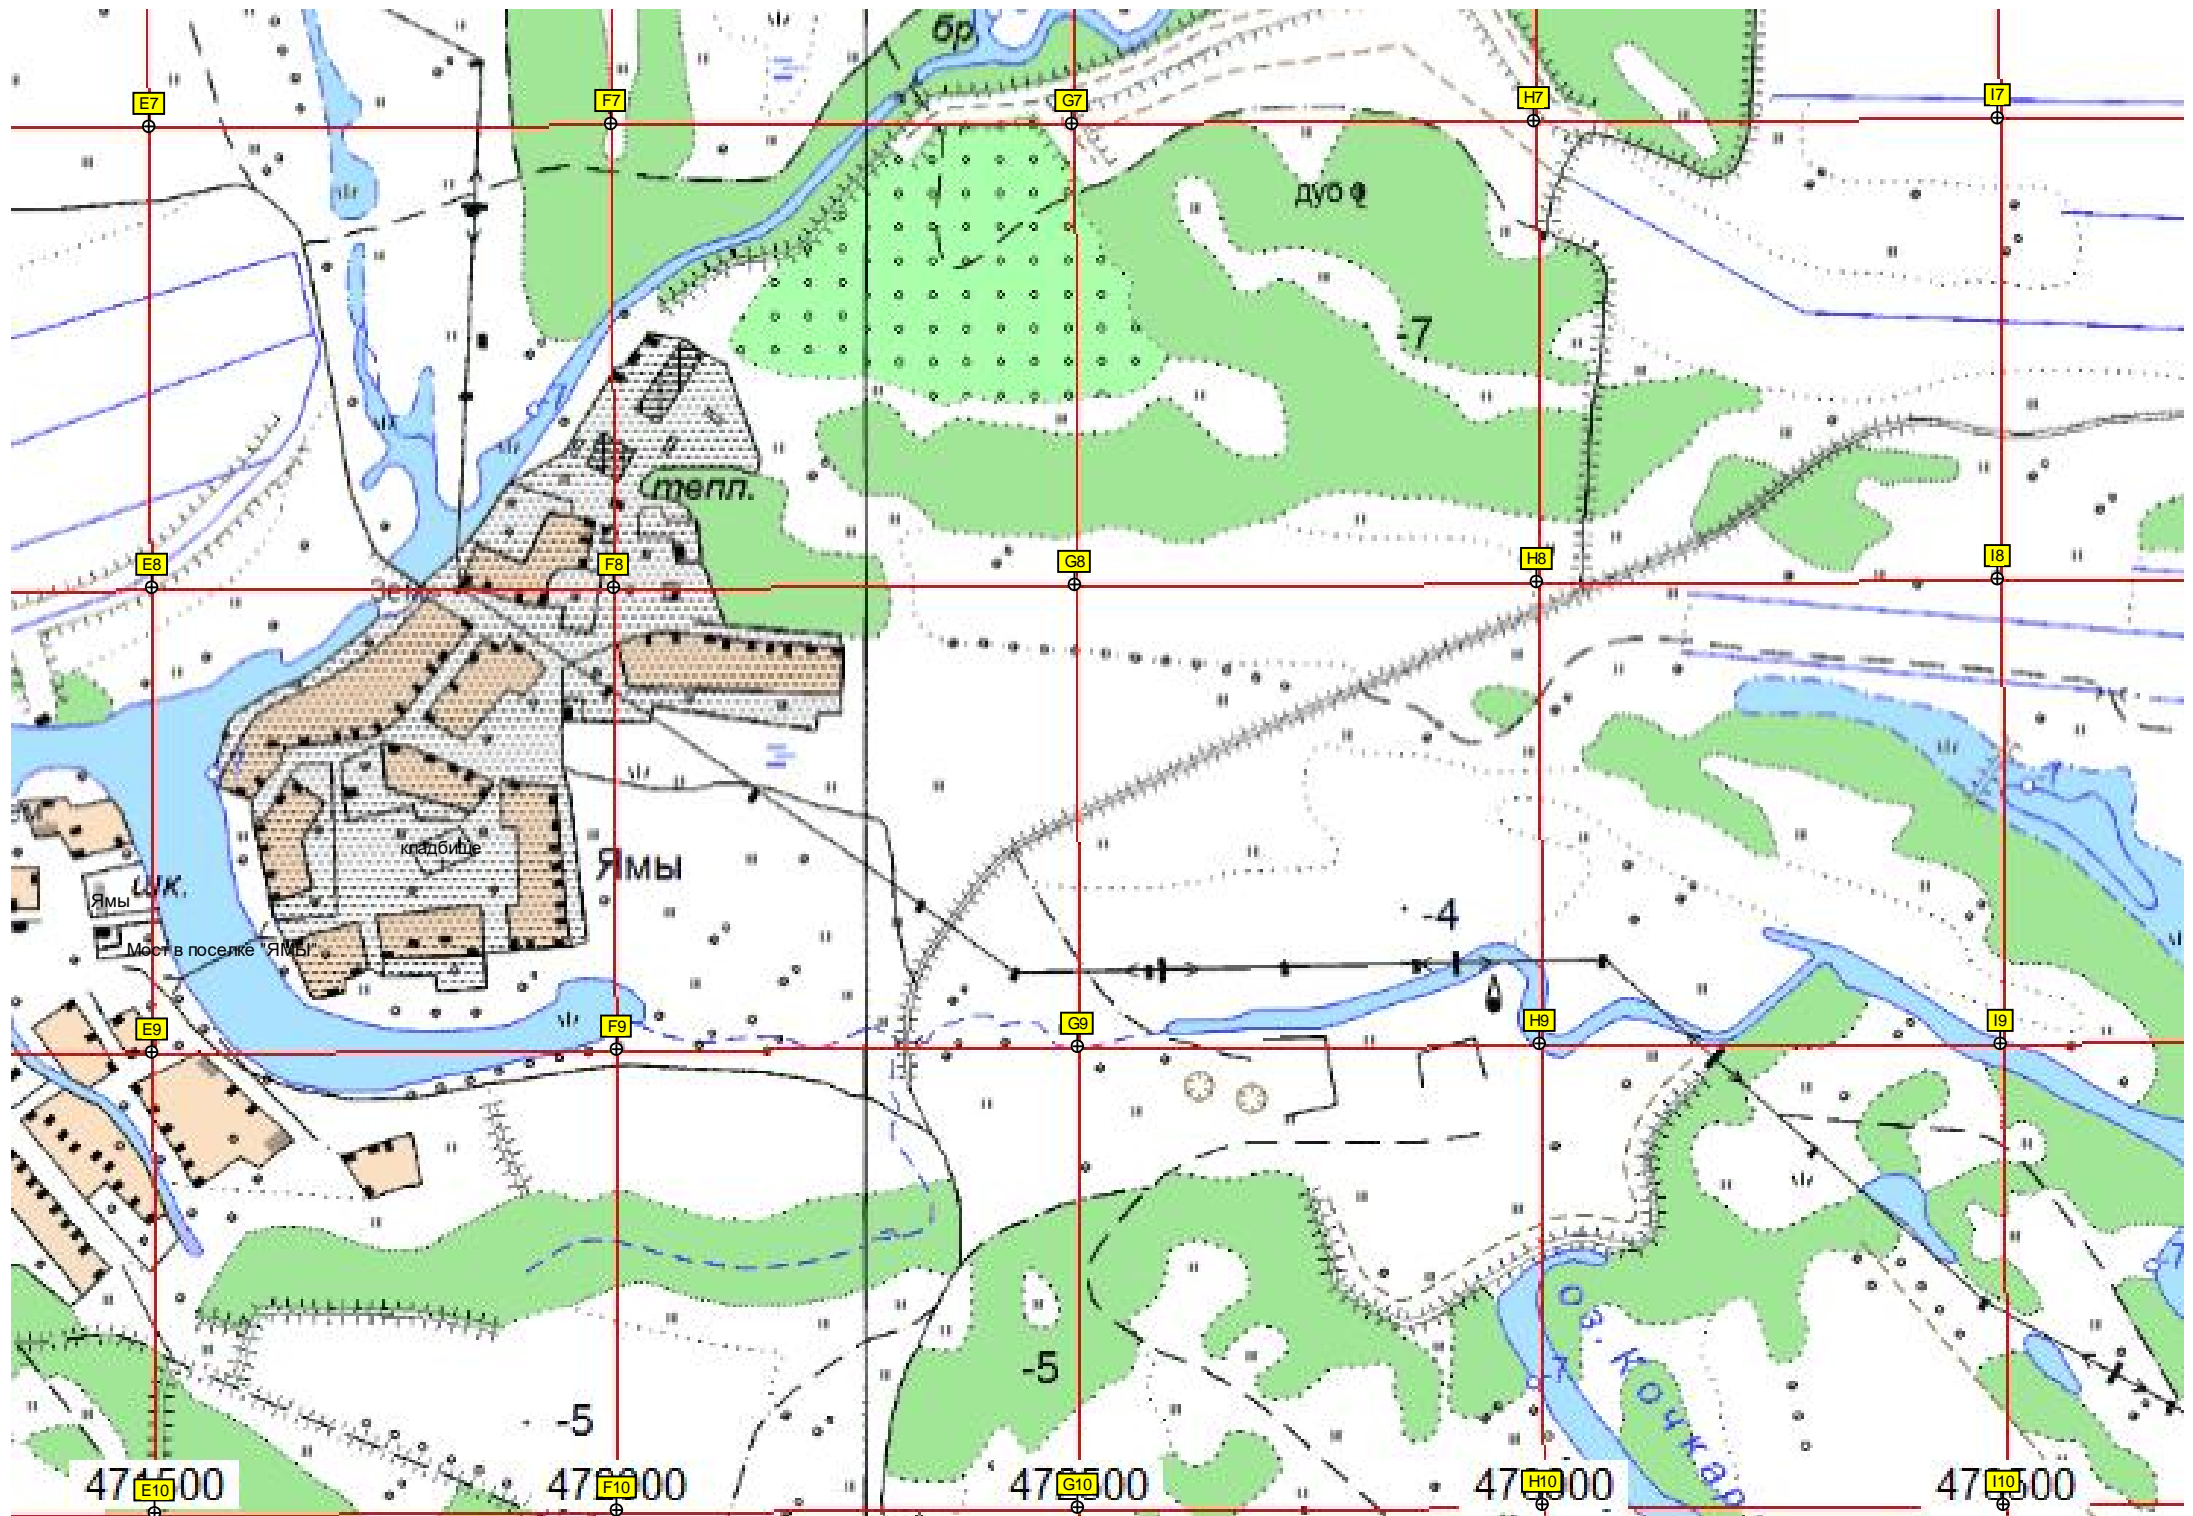 бр.
E7
F7
G7
H7
I7
дуб
-7
тепл.
E8
F8
G8
H8
I8
кладбище
Ямы
шк.
Ямы
-4
Мост в поселке "ЯМЫ"
E9
F9
G9
H9
I9
оз. Кочкар
-5
-5
E10
F10
G10
H10
I10